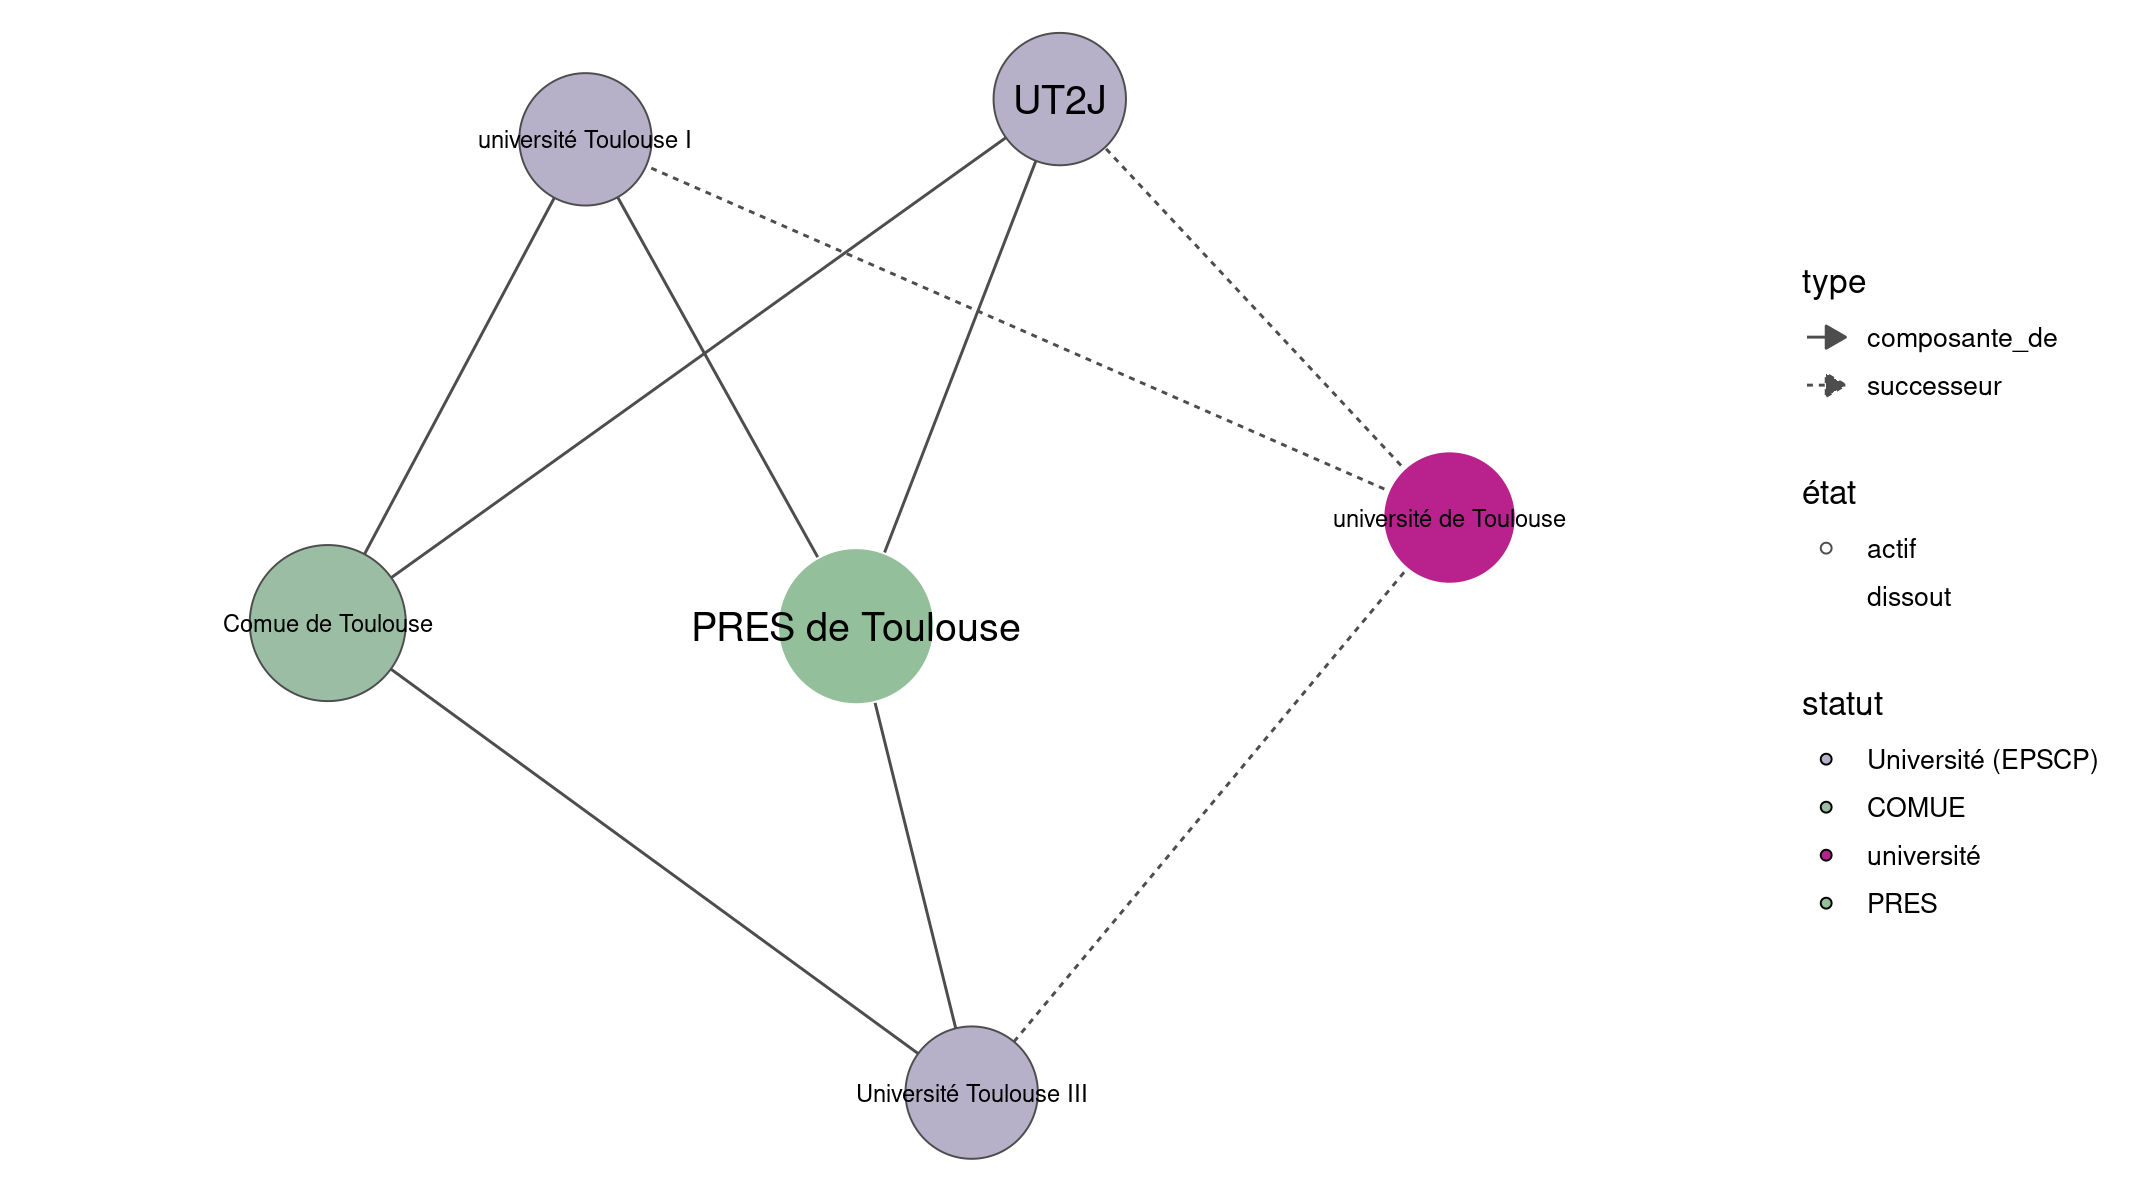 UT2J
université Toulouse I
université de Toulouse
Comue de Toulouse
PRES de Toulouse
Université Toulouse III
type
composante_de
successeur
état
actif
dissout
statut
Université (EPSCP)
COMUE
université
PRES